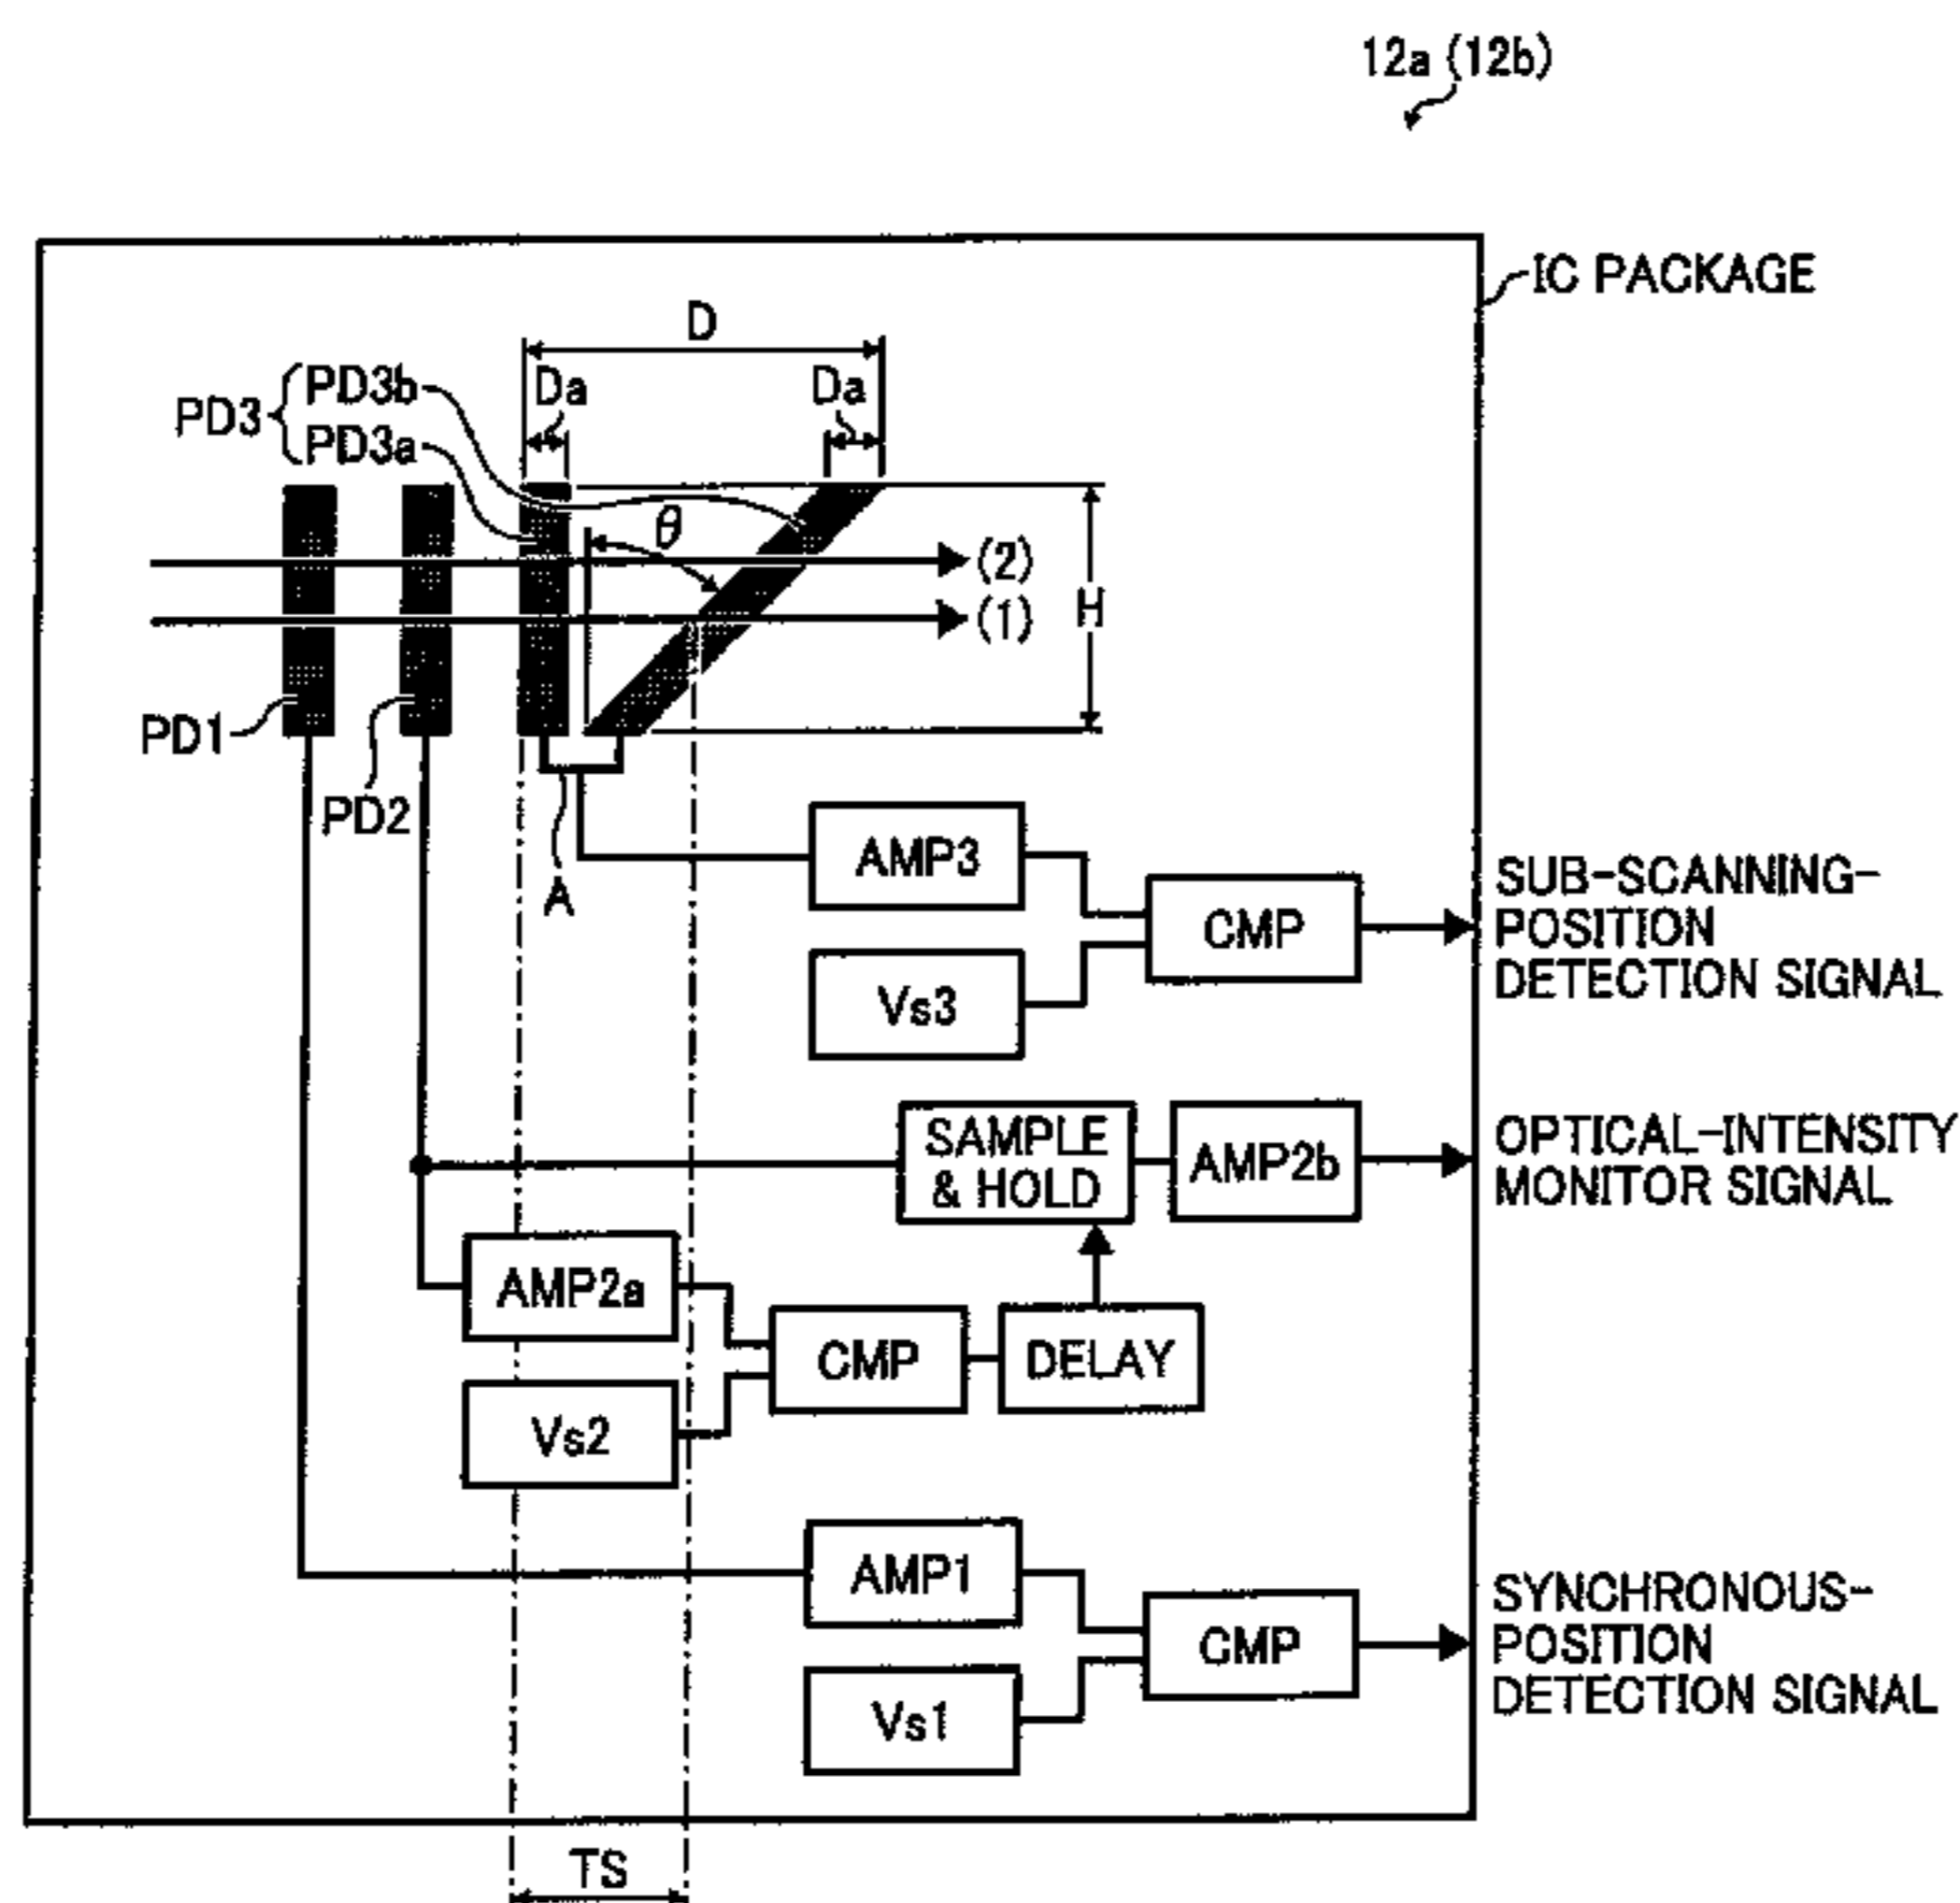 12a (12b)
IC PACKAGE
D
PD3
PD3b
Da
Da
PD3a
θ
(2)
H
(1)
PD1
PD2
A
AMP3
SUB-SCANNING-
POSITION
DETECTION SIGNAL
CMP
Vs3
SAMPLE
& HOLD
AMP2b
OPTICAL-INTENSITY
MONITOR SIGNAL
AMP2a
CMP
DELAY
Vs2
AMP1
SYNCHRONOUS-
POSITION
DETECTION SIGNAL
CMP
Vs1
TS